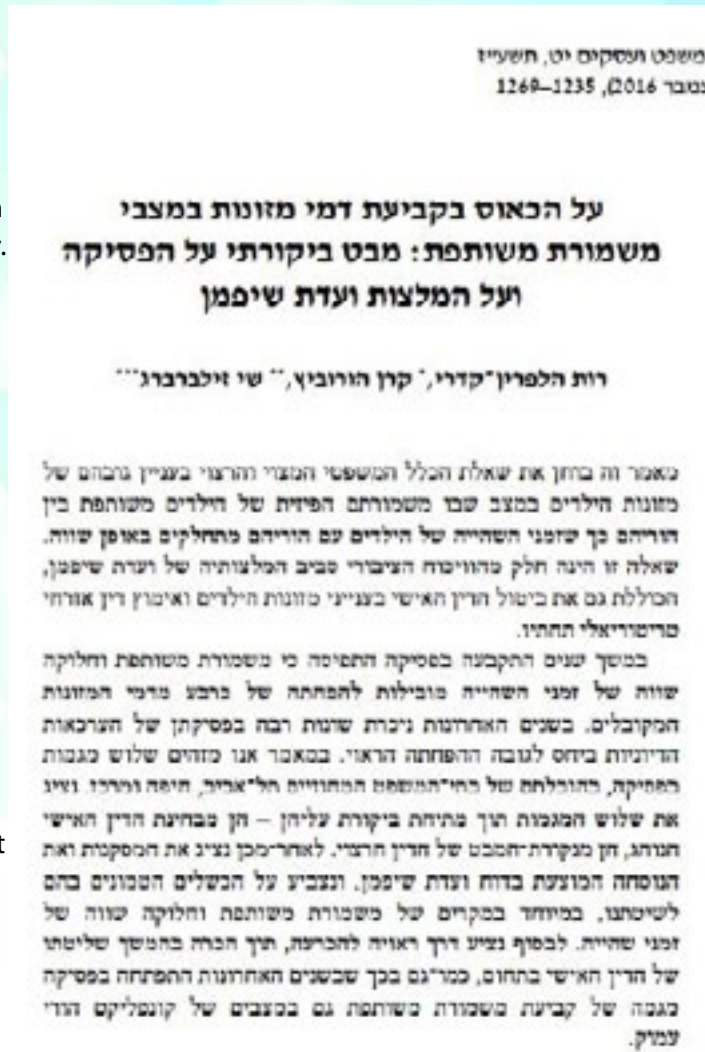 משפט ועסקים יט, תשע״ז
2016), 1235–1269
על הכאוס בקביעת דמי מזונות במצבי
משמורת משותפת: מבט ביקורתי על הפסיקה
ועל המלצות ועדת שיפמן
רות הלפרין־קדרי,* קרן הורוביץ,** שי זילברברג***
מאמר זה בוחן את שאלת הכלל המשפטי המצוי והרצוי בעניין גובהם של
מזונות הילדים במצב שבו משמורתם הפיזית של הילדים משותפת בין
הוריהם כך שזמני השהייה של הילדים עם הוריהם מתחלקים באופן שווה.
שאלה זו הינה חלק מהוויכוח הציבורי סביב המלצותיה של ועדת שיפמן,
הכוללת גם את ביטול הדין האישי בענייני מזונות הילדים ואימוץ דין אזרחי
טריטוריאלי תחתיו.
במשך שנים התקבעה בפסיקה התפיסה כי משמורת משותפת וחלוקה
שווה של זמני השהייה מובילות להפחתה של כרבע מדמי המזונות
המקובלים. בשנים האחרונות ניכרת שונות רבה בפסיקתן של הערכאות
הדיוניות ביחס לגובה ההפחתה הראוי. במאמר אנו מזהים שלוש מגמות
בפסיקה, בהובלתם של בתי־המשפט המחוזיים תל־אביב, חיפה ומרכז. נציג
את שלוש המגמות תוך מתיחת ביקורת עליהן – הן מבחינת הדין האישי
הנוהג, הן מנקודת־המבט של הדין הרצוי. לאחר־מכן נציג את המסקנות ואת
הנוסחה המוצעת בדוח ועדת שיפמן, ונצביע על הכשלים הטמונים בהם
לשיטתנו, במיוחד במקרים של משמורת משותפת וחלוקה שווה של
זמני שהייה. לבסוף נציע דרך ראויה להכרעה, תוך הכרה בהמשך שליטתו
של הדין האישי בתחום, כמו־גם בכך שבשנים האחרונות התפתחה בפסיקה
מגמה של קביעת משמורת משותפת גם במצבים של קונפליקט הורי
עמוק.